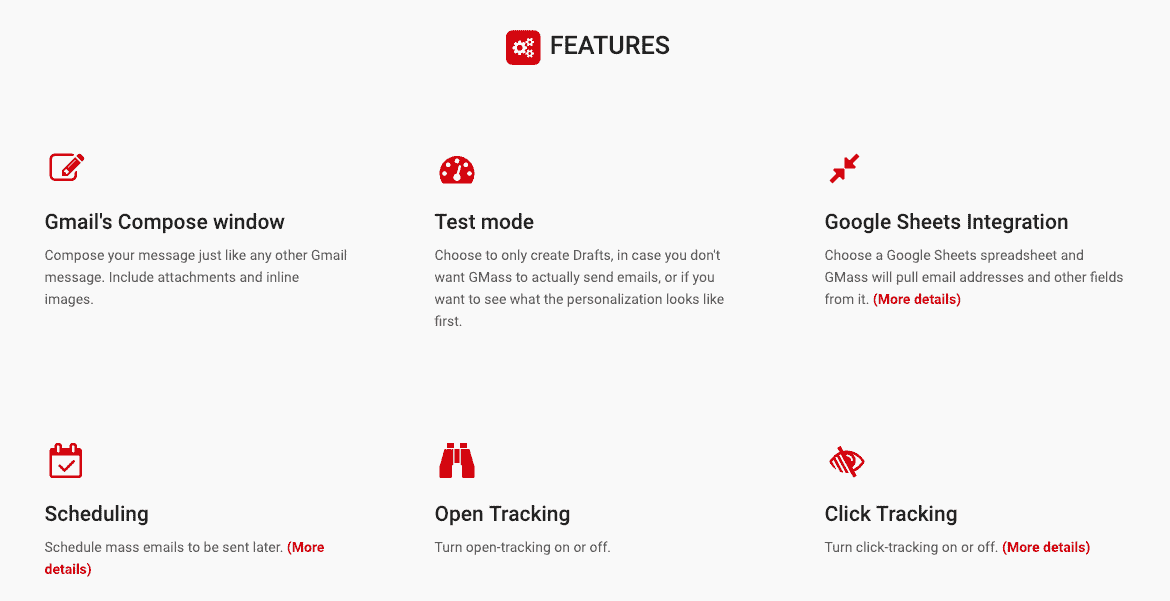 FEATURES
Gmail's Compose window
Compose your message just like any other Gmail
message. Include attachments and inline
images.
Test mode
Choose to only create Drafts, in case you don't
want GMass to actually send emails, or if you
want to see what the personalization looks like
first.
Google Sheets Integration
Choose a Google Sheets spreadsheet and
GMass will pull email addresses and other fields
from it. (More details)
Scheduling
Schedule mass emails to be sent later. (More
details)
Open Tracking
Turn open-tracking on or off.
Click Tracking
Turn click-tracking on or off. (More details)